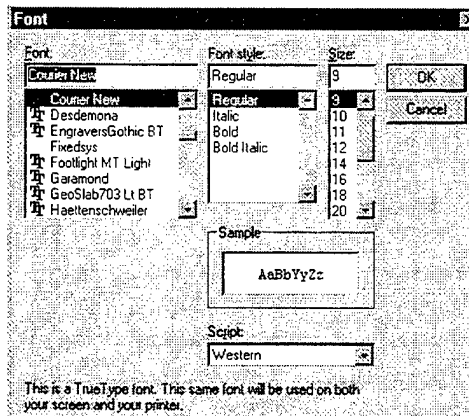 Font
Font:
Courier New
Courier New
Desdemona
EngraversGothic BT
Fixedsys
Footlight MT Light
Garamond
GeoSlab703 Lt BT
Haettenschweiler
Font style:
Regular
Regular
Italic
Bold
Bold Italic
Size:
9
9
10
11
12
14
16
18
20
OK
Cancel
Sample
AaBbYyZz
Script:
Western
This is a TrueType font. This same font will be used on both
your screen and your printer.